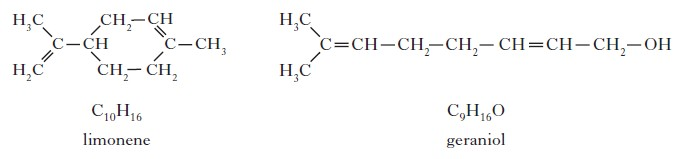 H₃C CH₂—CH H₃C
C—CH C—CH₃ C=CH—CH₂—CH₂—CH=CH—CH₂—OH
H₂C CH₂—CH₂ H₃C
C₁₀H₁₆ C₉H₁₆O
limonene geraniol